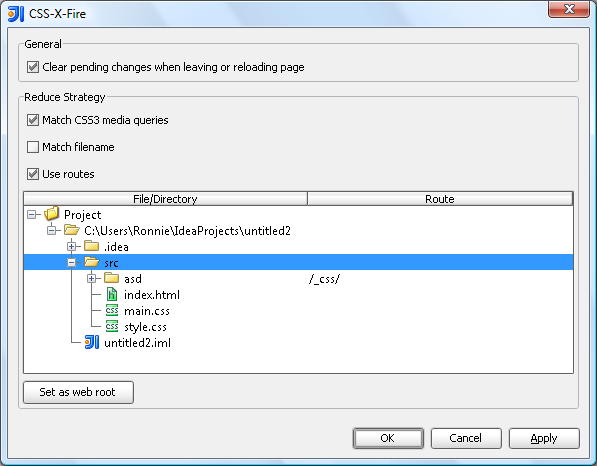 CSS-X-Fire
General
Clear pending changes when leaving or reloading page
Reduce Strategy
Match CSS3 media queries
Match filename
Use routes
File/Directory Route
Project
C:\Users\Ronnie\IdeaProjects\untitled2
.idea
src
asd /_css/
index.html
main.css
style.css
untitled2.iml
Set as web root
OK Cancel Apply